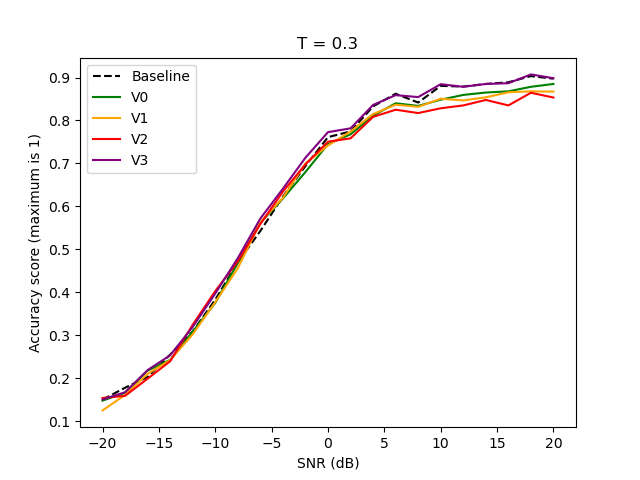 T = 0.3
Baseline
V0
V1
V2
V3
Accuracy score (maximum is 1)
0.9
0.8
0.7
0.6
0.5
0.4
0.3
0.2
0.1
−20 −15 −10 −5 0 5 10 15 20
SNR (dB)